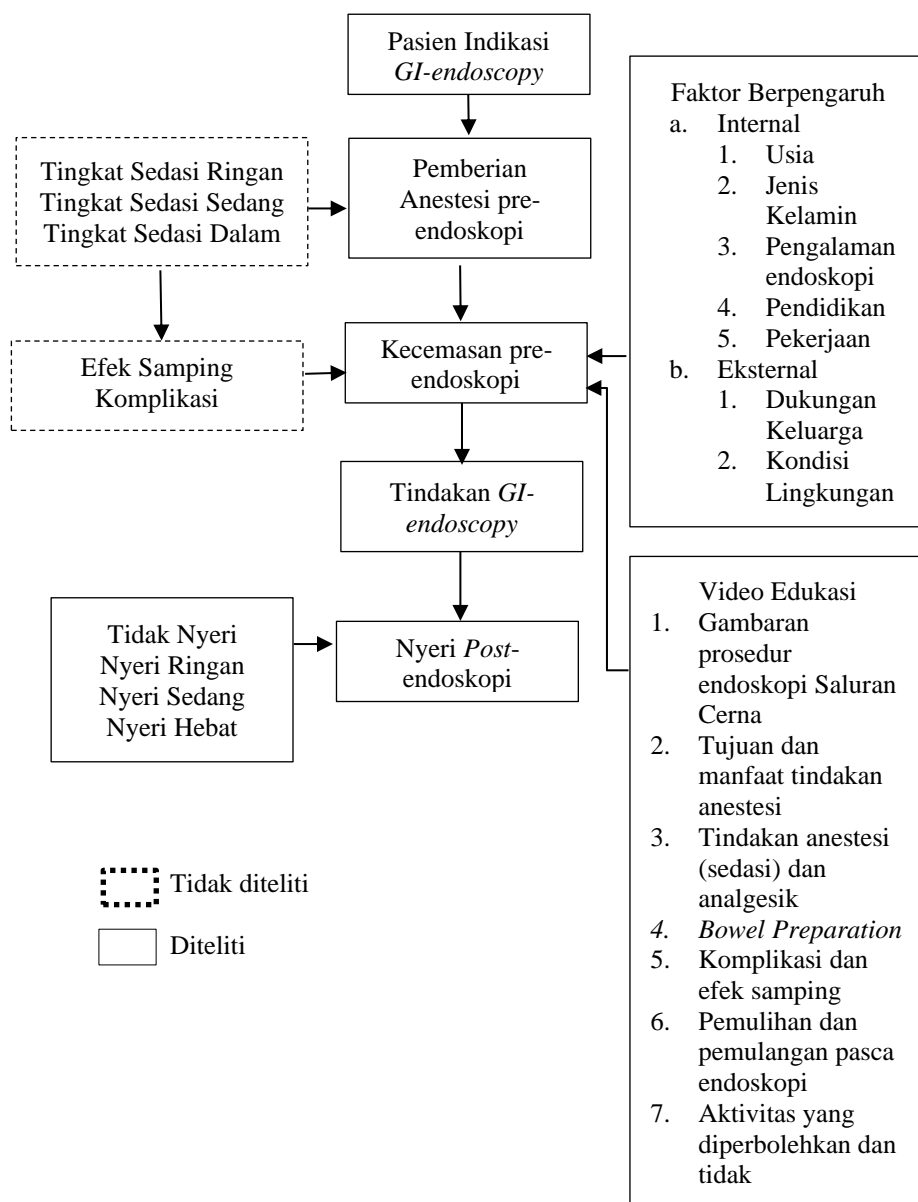 Pasien Indikasi
GI-endoscopy
Faktor Berpengaruh
a. Internal
1. Usia
2. Jenis
Kelamin
3. Pengalaman
endoskopi
4. Pendidikan
5. Pekerjaan
b. Eksternal
1. Dukungan
Keluarga
2. Kondisi
Lingkungan
Tingkat Sedasi Ringan
Tingkat Sedasi Sedang
Tingkat Sedasi Dalam
Pemberian
Anestesi pre-
endoskopi
Efek Samping
Komplikasi
Kecemasan pre-
endoskopi
Tindakan GI-
endoscopy
Tidak Nyeri
Nyeri Ringan
Nyeri Sedang
Nyeri Hebat
Nyeri Post-
endoskopi
Video Edukasi
1. Gambaran
prosedur
endoskopi Saluran
Cerna
2. Tujuan dan
manfaat tindakan
anestesi
3. Tindakan anestesi
(sedasi) dan
analgesik
4. Bowel Preparation
5. Komplikasi dan
efek samping
6. Pemulihan dan
pemulangan pasca
endoskopi
7. Aktivitas yang
diperbolehkan dan
tidak
Tidak diteliti
Diteliti